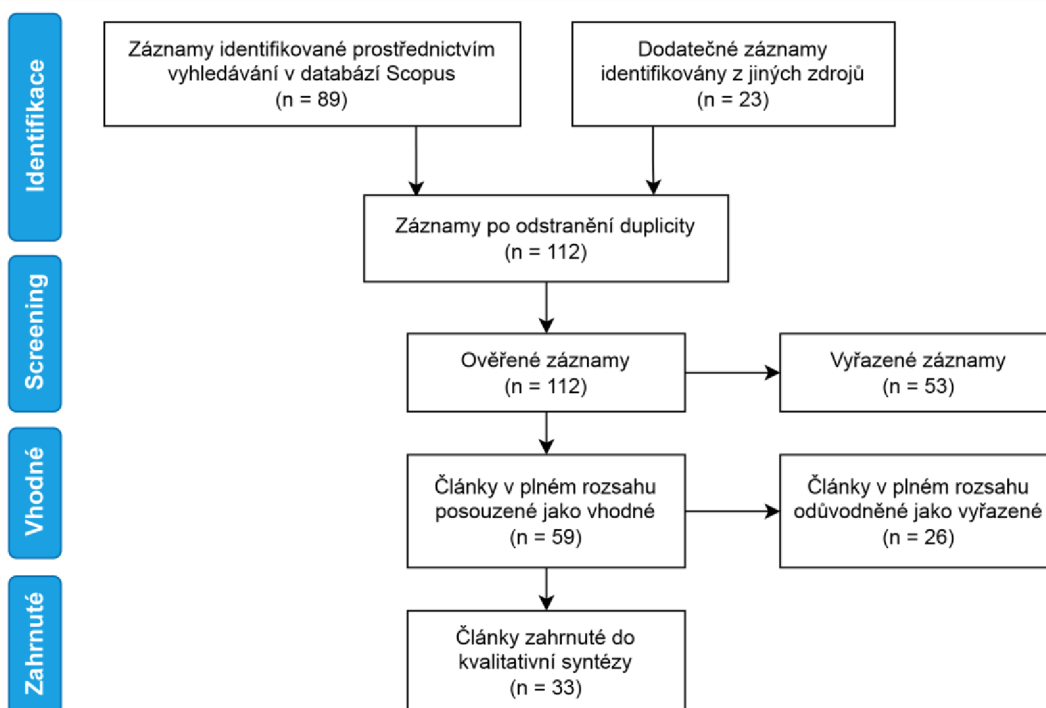 Identifikace
Záznamy identifikované prostřednictvím
vyhledávání v databází Scopus
(n = 89)
Dodatečné záznamy
identifikovány z jiných zdrojů
(n = 23)
Záznamy po odstranění duplicity
(n = 112)
Screening
Ověřené záznamy
(n = 112)
Vyřazené záznamy
(n = 53)
Vhodné
Články v plném rozsahu
posouzené jako vhodné
(n = 59)
Články v plném rozsahu
odůvodněné jako vyřazené
(n = 26)
Zahrnuté
Články zahrnuté do
kvalitativní syntézy
(n = 33)